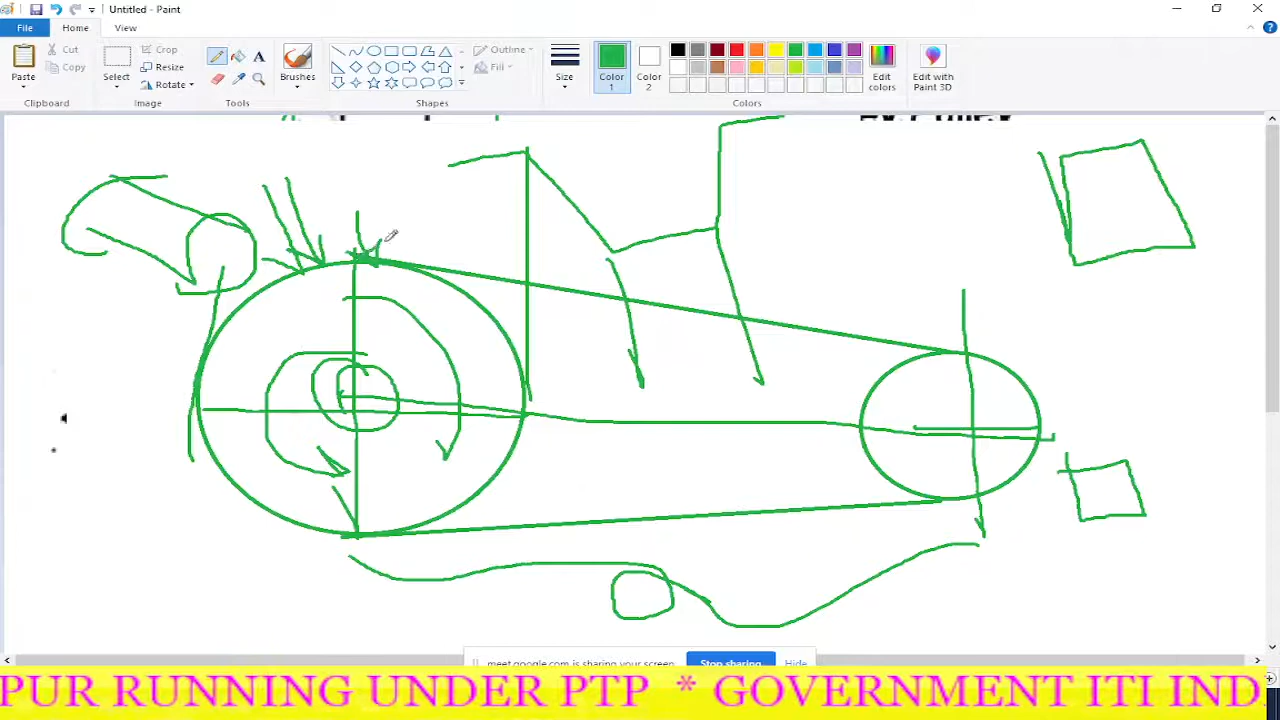 Untitled - Paint
File
Home
View
Paste
Cut
Copy
Clipboard
Select
Crop
Resize
Rotate
Image
Tools
Brushes
Shapes
Outline
Fill
Size
Color 1
Color 2
Edit colors
Edit with Paint 3D
Colors
meet.google.com is sharing your screen.
Stop sharing
Hide
PUR RUNNING UNDER PTP * GOVERNMENT ITI IND